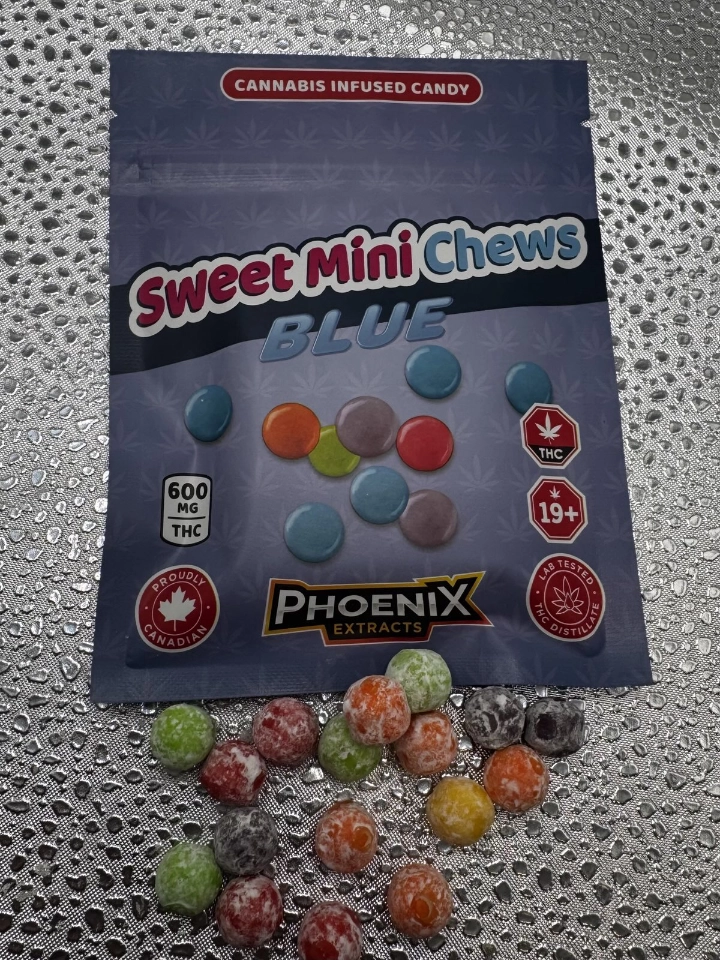 CANNABIS INFUSED CANDY
Sweet Mini Chews
BLUE
THC
600
MG
THC
19+
PROUDLY
CANADIAN
PHOENIX
EXTRACTS
LAB TESTED
THC DISTILLATE